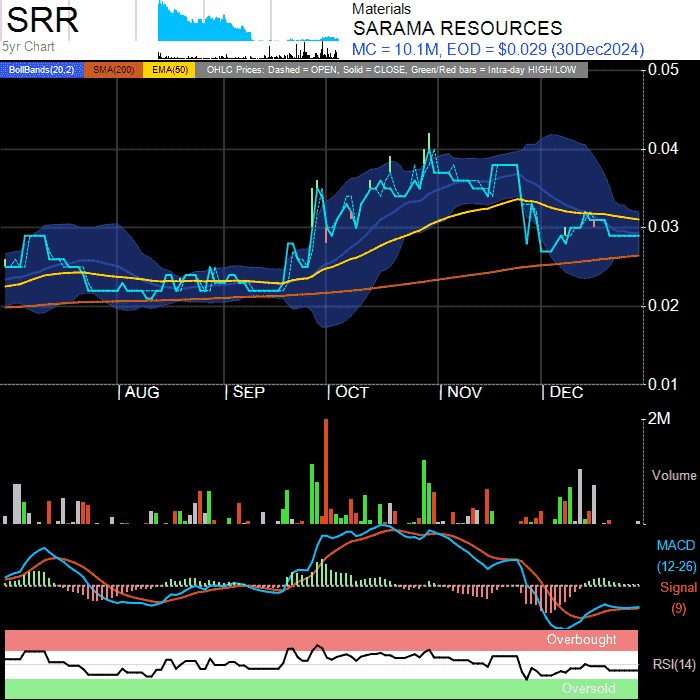 SRR
5yr Chart
Materials
SARAMA RESOURCES
MC = 10.1M, EOD = $0.029 (30Dec2024)
BollBands(20,2) SMA(200) EMA(50) OHLC Prices: Dashed = OPEN, Solid = CLOSE, Green/Red bars = Intra-day HIGH/LOW
0.05
0.04
0.03
0.02
0.01
AUG SEP OCT NOV DEC
2M
Volume
MACD
(12-26)
Signal
(9)
Overbought
RSI(14)
Oversold